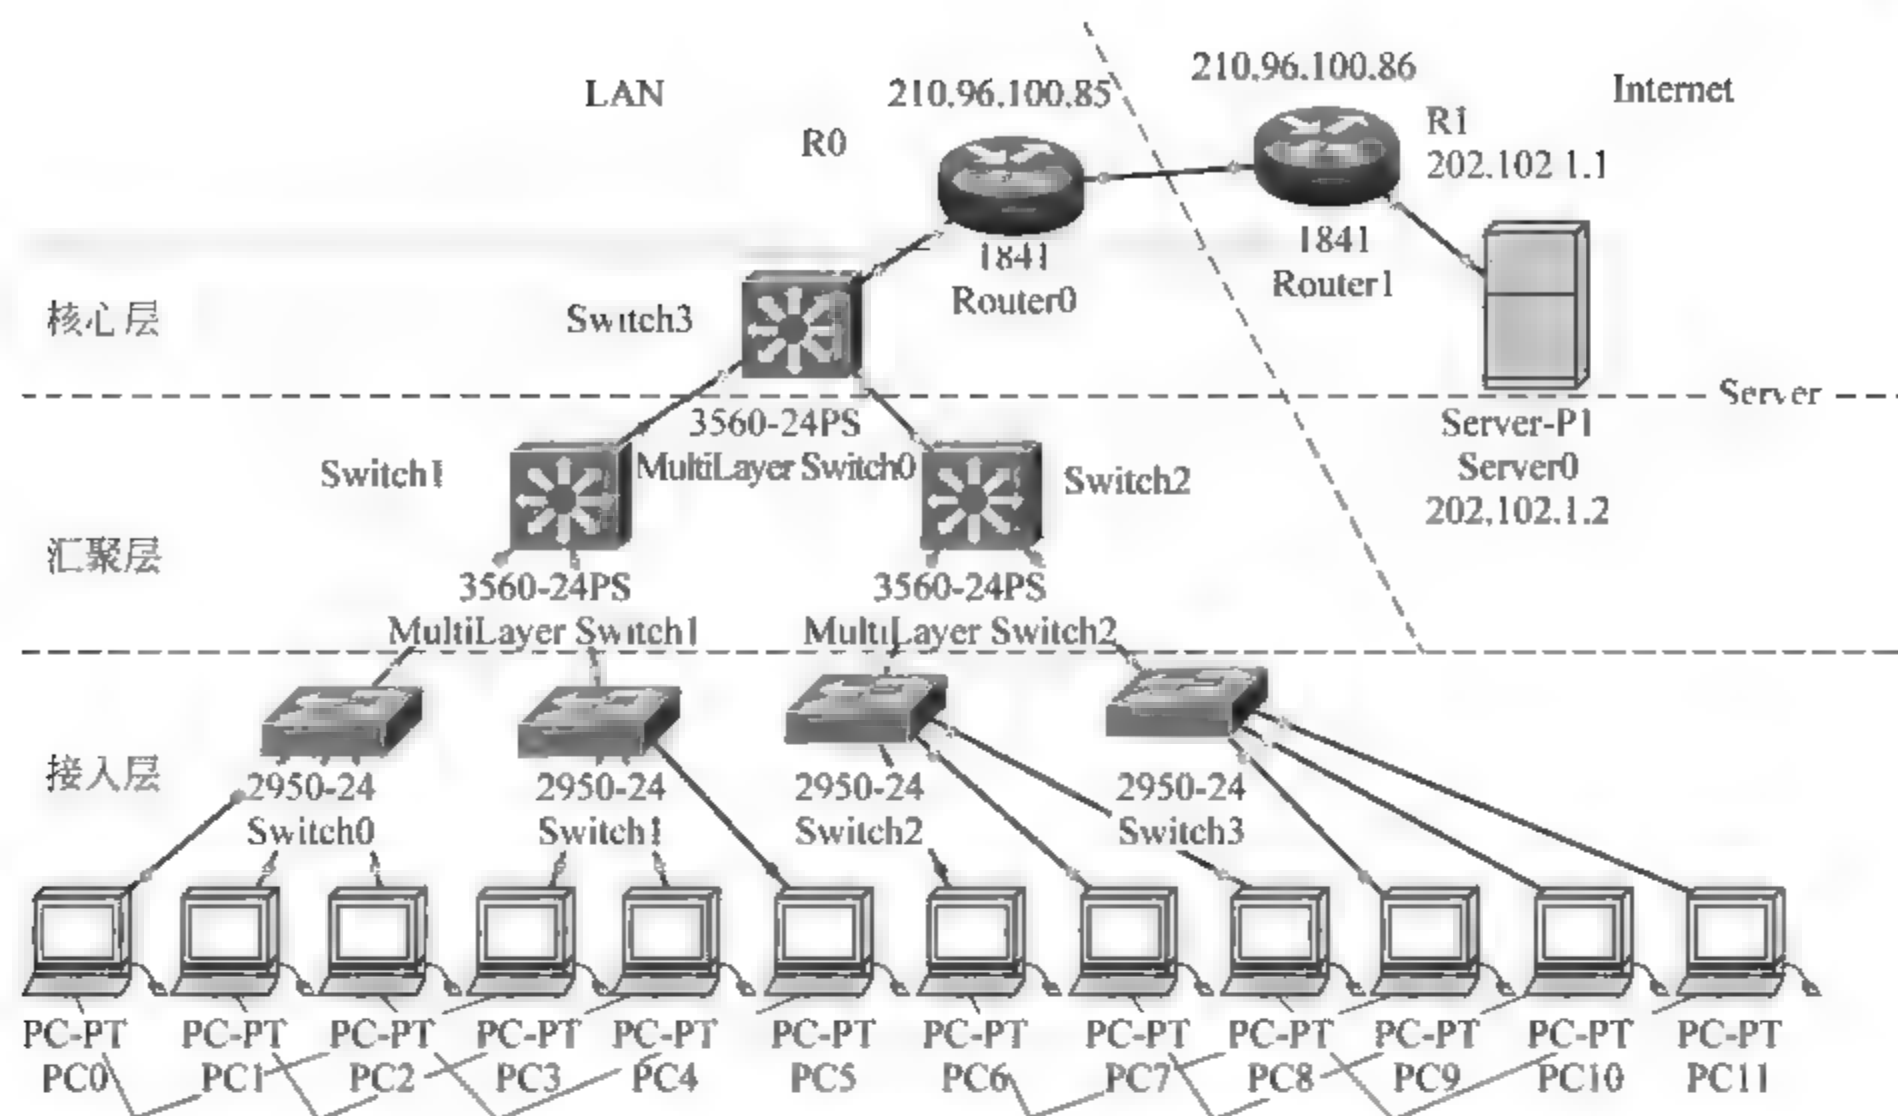 LAN
210.96.100.85
210.96.100.86
Internet
R0
R1
202.102.1.1
1841
Router0
1841
Router1
核心层
Switch3
Server
3560-24PS
MultiLayer Switch0
Server-P1
Server0
202.102.1.2
Switch1
Switch2
汇聚层
3560-24PS
MultiLayer Switch1
3560-24PS
MultiLayer Switch2
接入层
2950-24
Switch0
2950-24
Switch1
2950-24
Switch2
2950-24
Switch3
PC-PT
PC0
PC-PT
PC1
PC-PT
PC2
PC-PT
PC3
PC-PT
PC4
PC-PT
PC5
PC-PT
PC6
PC-PT
PC7
PC-PT
PC8
PC-PT
PC9
PC-PT
PC10
PC-PT
PC11